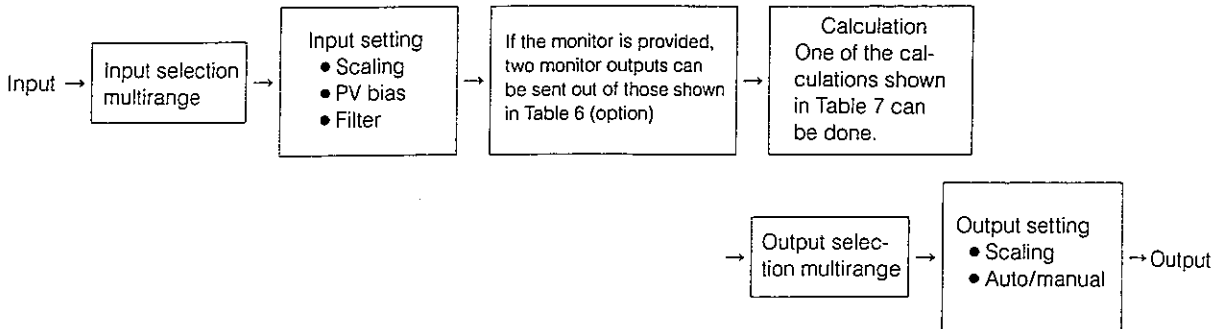 Input →
input selection
multirange
→
Input setting
● Scaling
● PV bias
● Filter
→
If the monitor is provided,
two monitor outputs can
be sent out of those shown
in Table 6 (option)
→
Calculation
One of the cal-
culations shown
in Table 7 can
be done.
→
Output selec-
tion multirange
→
Output setting
● Scaling
● Auto/manual
→ Output